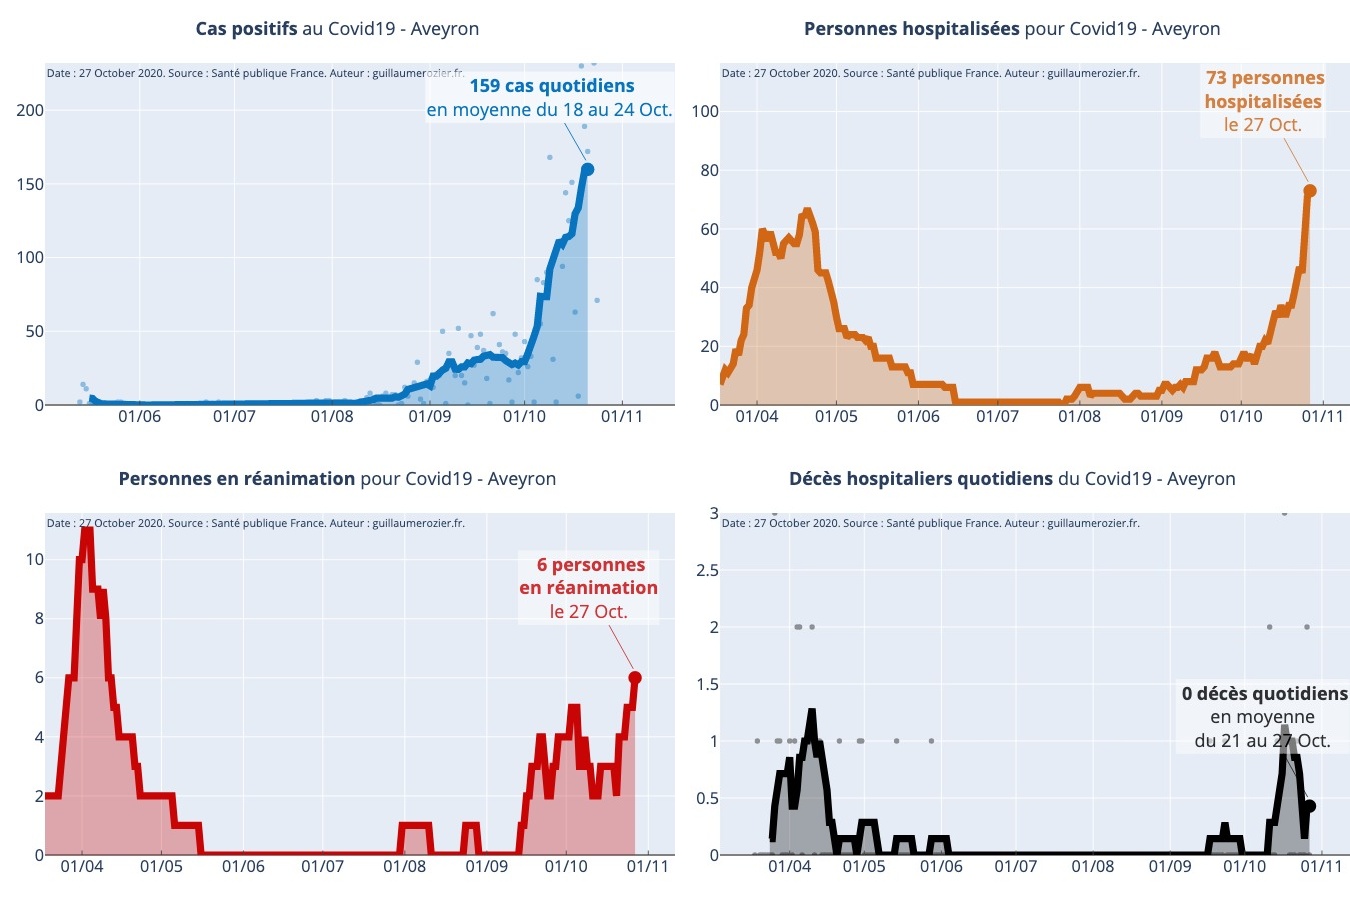 Cas positifs au Covid19 - Aveyron
Date : 27 October 2020. Source : Santé publique France. Auteur : guillaumerozier.fr.
159 cas quotidiens
en moyenne du 18 au 24 Oct.
200
150
100
50
0
01/06 01/07 01/08 01/09 01/10 01/11
Personnes hospitalisées pour Covid19 - Aveyron
Date : 27 October 2020. Source : Santé publique France. Auteur : guillaumerozier.fr.
73 personnes
hospitalisées
le 27 Oct.
100
80
60
40
20
0
01/04 01/05 01/06 01/07 01/08 01/09 01/10 01/11
Personnes en réanimation pour Covid19 - Aveyron
Date : 27 October 2020. Source : Santé publique France. Auteur : guillaumerozier.fr.
6 personnes
en réanimation
le 27 Oct.
10
8
6
4
2
0
01/04 01/05 01/06 01/07 01/08 01/09 01/10 01/11
Décès hospitaliers quotidiens du Covid19 - Aveyron
3
Date : 27 October 2020. Source : Santé publique France. Auteur : guillaumerozier.fr.
2.5
2
1.5
0 décès quotidiens
en moyenne
du 21 au 27 Oct.
1
0.5
0
01/04 01/05 01/06 01/07 01/08 01/09 01/10 01/11